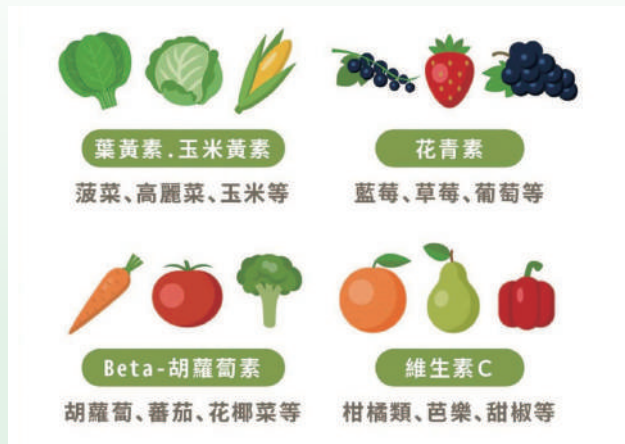 葉黃素.玉米黃素
菠菜、高麗菜、玉米等
花青素
藍莓、草莓、葡萄等
Beta-胡蘿蔔素
胡蘿蔔、蕃茄、花椰菜等
維生素C
柑橘類、芭樂、甜椒等